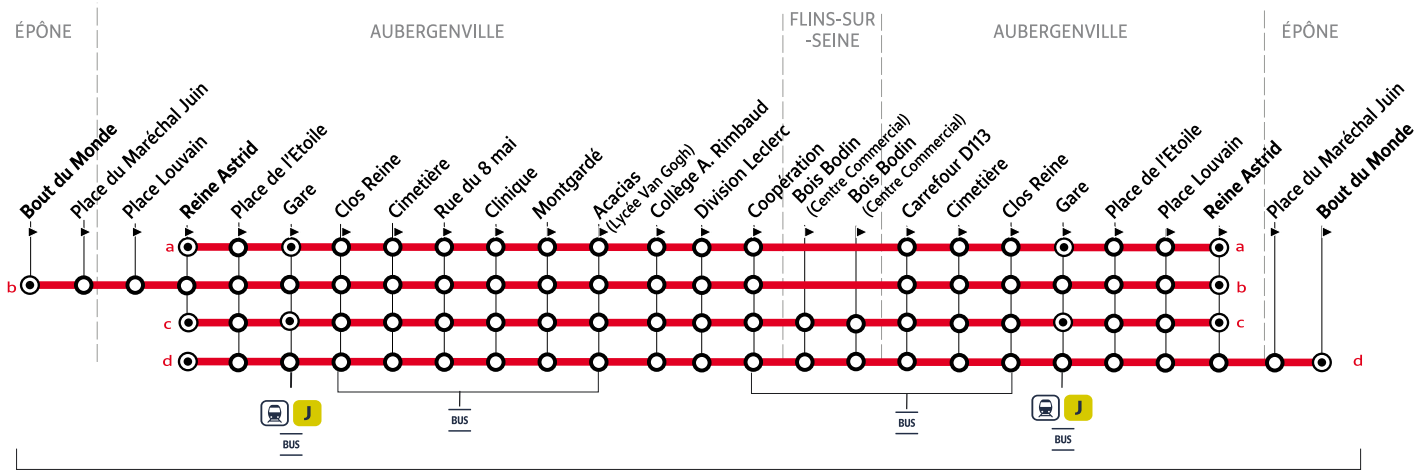 ÉPÔNE
AUBERGENVILLE
FLINS-SUR
-SEINE
AUBERGENVILLE
ÉPÔNE
Bout du Monde
Place du Maréchal Juin
Place Louvain
Reine Astrid
Place de l'Etoile
Gare
Clos Reine
Cimetière
Rue du 8 mai
Clinique
Montgardé
Acacias
(Lycée Van Gogh)
Collège A. Rimbaud
Division Leclerc
Coopération
Bois Bodin
(Centre Commercial)
Bois Bodin
(Centre Commercial)
Carrefour D113
Cimetière
Clos Reine
Gare
Place de l'Etoile
Place Louvain
Reine Astrid
Place du Maréchal Juin
Bout du Monde
a
a
b
b
c
c
d
d
J
BUS
BUS
BUS
J
BUS